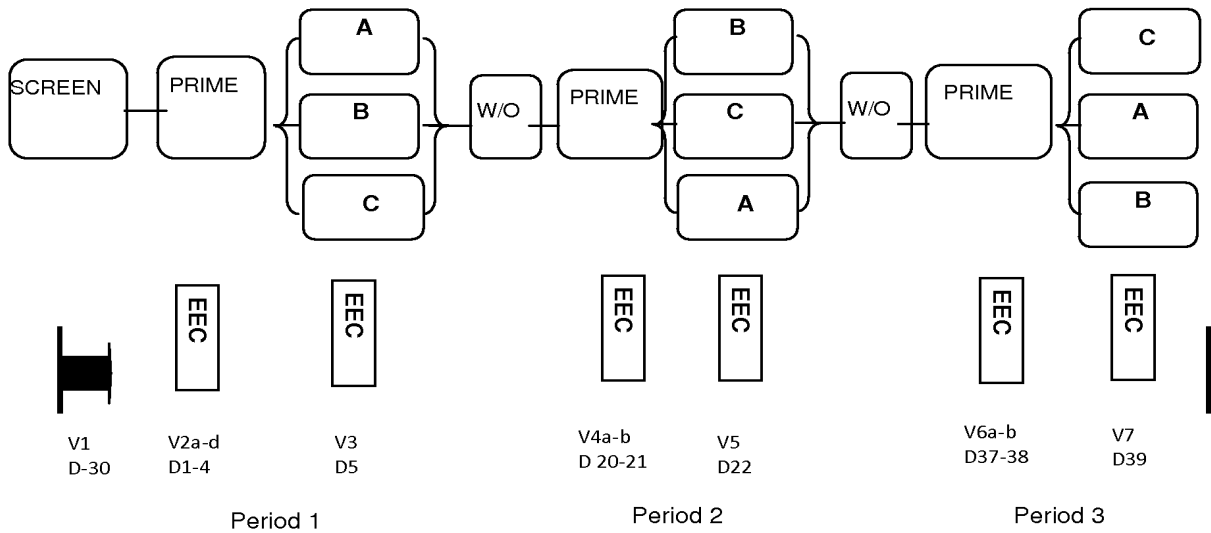 A
B
C
SCREEN
PRIME
PRIME
PRIME
B
W/O
W/O
A
C
B
C
A
EEC
EEC
EEC
EEC
EEC
EEC
V1
D-30
V2a-d
D1-4
V3
D5
V4a-b
D 20-21
V5
D22
V6a-b
D37-38
V7
D39
Period 1
Period 2
Period 3